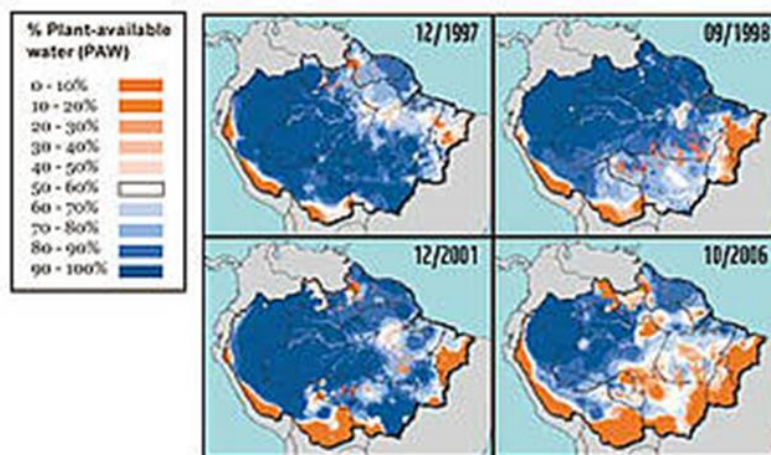 % Plant-available
water (PAW)
0 - 10%
10 - 20%
20 - 30%
30 - 40%
40 - 50%
50 - 60%
60 - 70%
70 - 80%
80 - 90%
90 - 100%
12/1997
09/1998
12/2001
10/2006